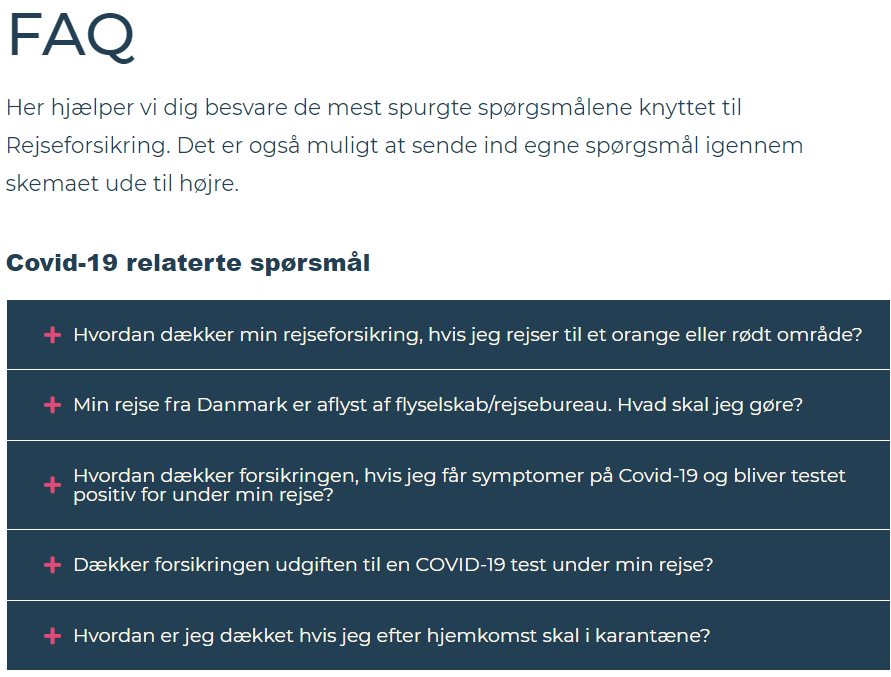 FAQ
Her hjælper vi dig besvare de mest spurgte spørgsmålene knyttet til
Rejseforsikring. Det er også muligt at sende ind egne spørgsmål igennem
skemaet ude til højre.
Covid-19 relaterte spørsmål
Hvordan dækker min rejseforsikring, hvis jeg rejser til et orange eller rødt område?
Min rejse fra Danmark er aflyst af flyselskab/rejsebureau. Hvad skal jeg gøre?
Hvordan dækker forsikringen, hvis jeg får symptomer på Covid-19 og bliver testet
positiv for under min rejse?
Dækker forsikringen udgiften til en COVID-19 test under min rejse?
Hvordan er jeg dækket hvis jeg efter hjemkomst skal i karantæne?